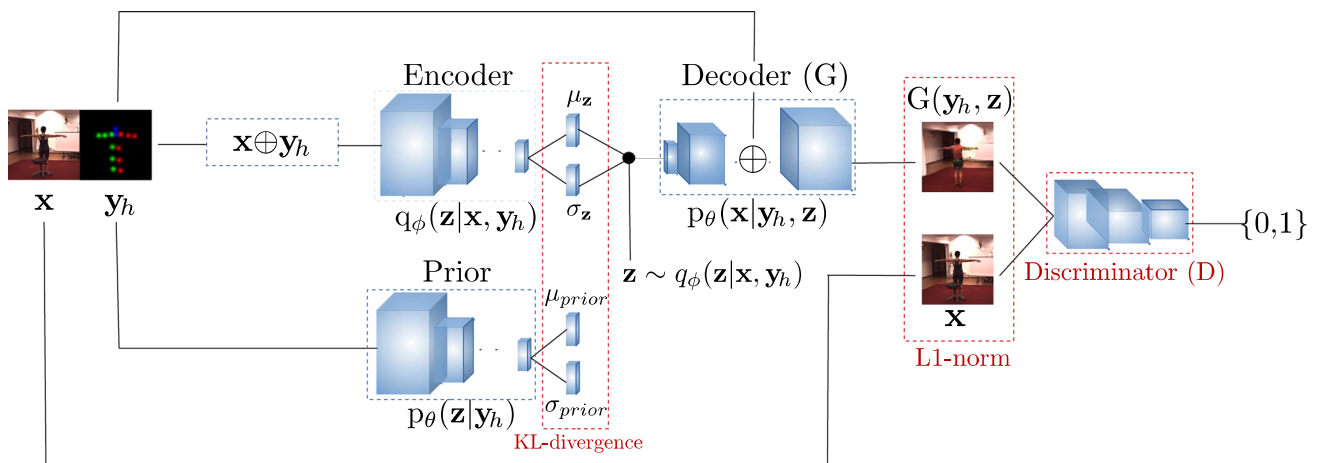 Encoder
Decoder (G)
μ_z
G(y_h, z)
x⊕y_h
x
y_h
σ_z
q_ϕ(z|x, y_h)
p_θ(x|y_h, z)
{0,1}
z ∼ q_ϕ(z|x, y_h)
Discriminator (D)
Prior
μ_prior
x
L1-norm
σ_prior
p_θ(z|y_h)
KL-divergence